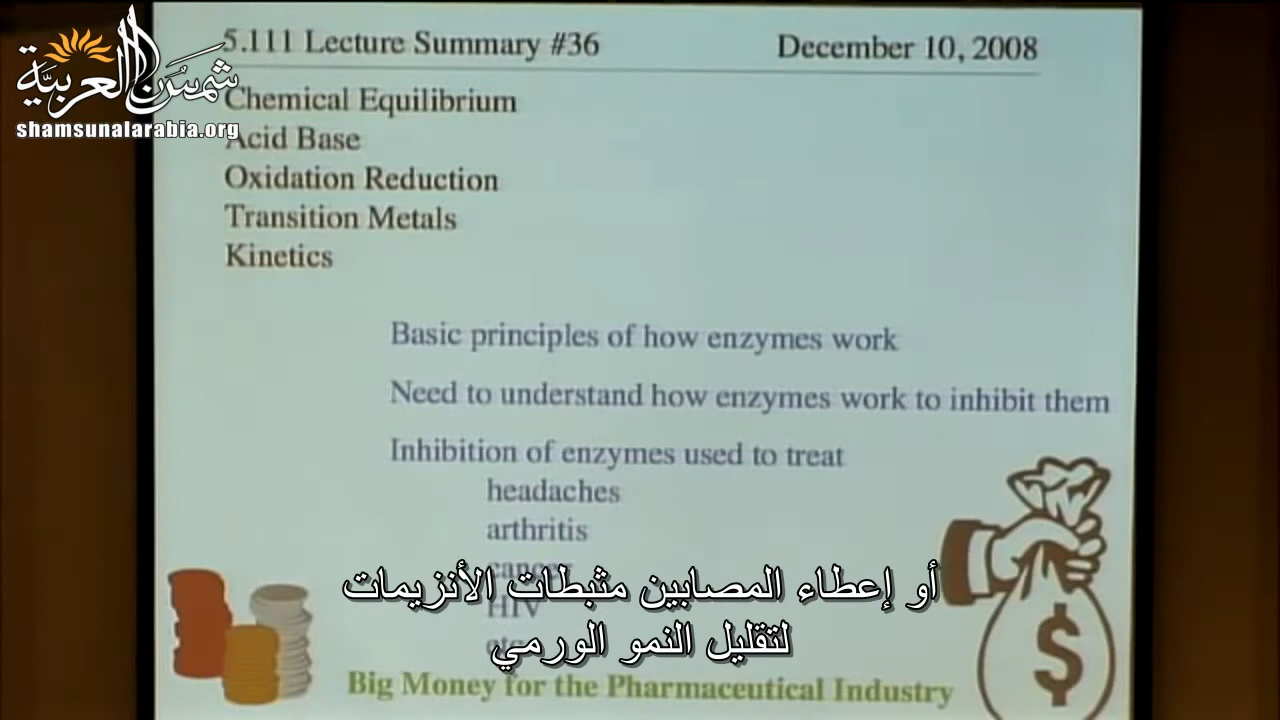 5.111 Lecture Summary #36 December 10, 2008
شمس العربية
shamsunalarabia.org
Chemical Equilibrium
Acid Base
Oxidation Reduction
Transition Metals
Kinetics
Basic principles of how enzymes work
Need to understand how enzymes work to inhibit them
Inhibition of enzymes used to treat
headaches
arthritis
cancer
HIV
etc
أو إعطاء المصابين مثبطات الأنزيمات
لتقليل النمو الورمي
Big Money for the Pharmaceutical Industry
$